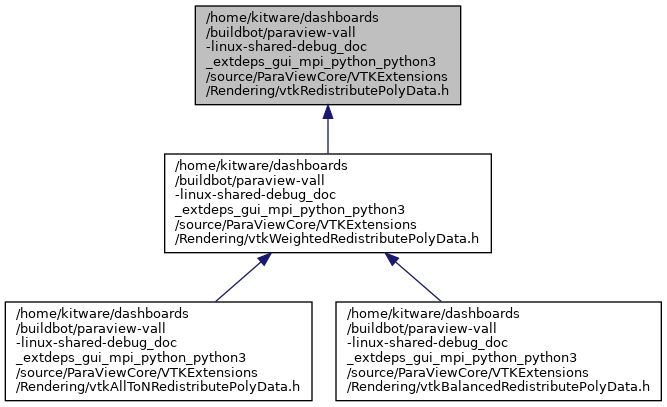 /home/kitware/dashboards
/buildbot/paraview-vall
-linux-shared-debug_doc
_extdeps_gui_mpi_python_python3
/source/ParaViewCore/VTKExtensions
/Rendering/vtkRedistributePolyData.h
/home/kitware/dashboards
/buildbot/paraview-vall
-linux-shared-debug_doc
_extdeps_gui_mpi_python_python3
/source/ParaViewCore/VTKExtensions
/Rendering/vtkWeightedRedistributePolyData.h
/home/kitware/dashboards
/buildbot/paraview-vall
-linux-shared-debug_doc
_extdeps_gui_mpi_python_python3
/source/ParaViewCore/VTKExtensions
/Rendering/vtkAllToNRedistributePolyData.h
/home/kitware/dashboards
/buildbot/paraview-vall
-linux-shared-debug_doc
_extdeps_gui_mpi_python_python3
/source/ParaViewCore/VTKExtensions
/Rendering/vtkBalancedRedistributePolyData.h